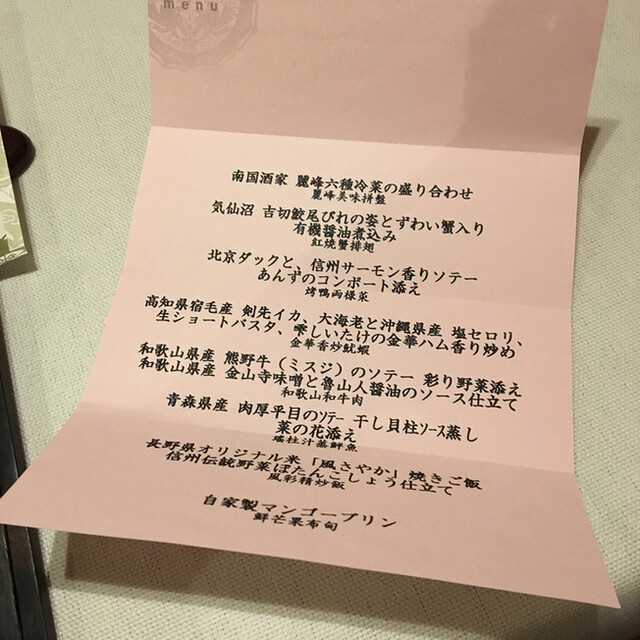 menu
南国酒家 麗峰六種冷菜の盛り合わせ
麗峰美味拼盤
気仙沼 吉切鮫尾びれの姿とずわい蟹入り
有機醤油煮込み
紅焼蟹排翅
北京ダックと、信州サーモン香りソテー
あんずのコンポート添え
烤鴨両様菜
高知県宿毛産 剣先イカ、大海老と沖縄県産 塩セロリ、
生ショートパスタ、雫しいたけの金華ハム香り炒め
金華香炒魷蝦
和歌山県産 熊野牛(ミスジ)のソテー 彩り野菜添え
和歌山県産 金山寺味噌と魯山人醤油のソース仕立て
和歌山和牛肉
青森県産 肉厚平目のソテー 干し貝柱ソース蒸し
菜の花添え
瑤柱汁蒸鮮魚
長野県オリジナル米「風さやか」焼きご飯
信州伝統野菜ぼたんこしょう仕立て
風彩精炒飯
自家製マンゴープリン
鮮芒果布甸